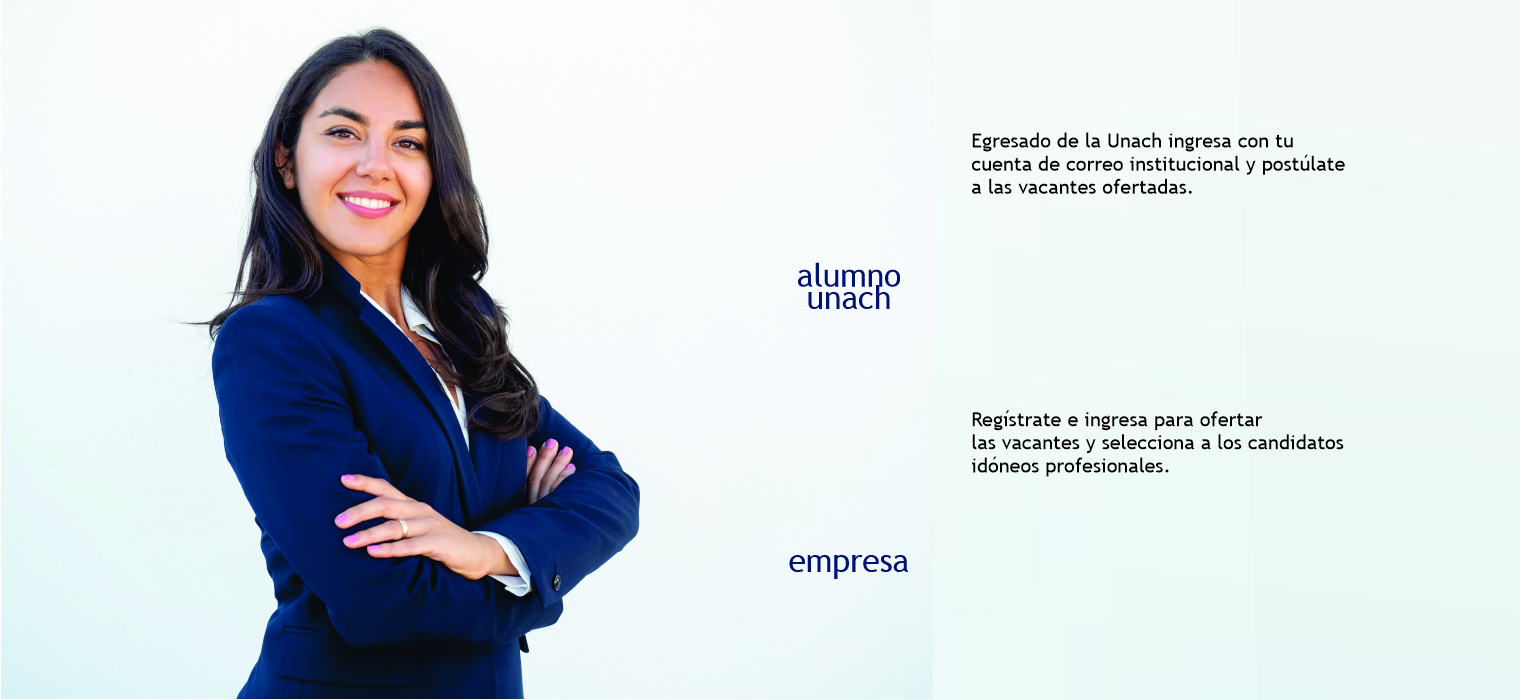 Egresado de la Unach ingresa con tu
cuenta de correo institucional y postúlate
a las vacantes ofertadas.
alumno
unach
Regístrate e ingresa para ofertar
las vacantes y selecciona a los candidatos
idóneos profesionales.
empresa